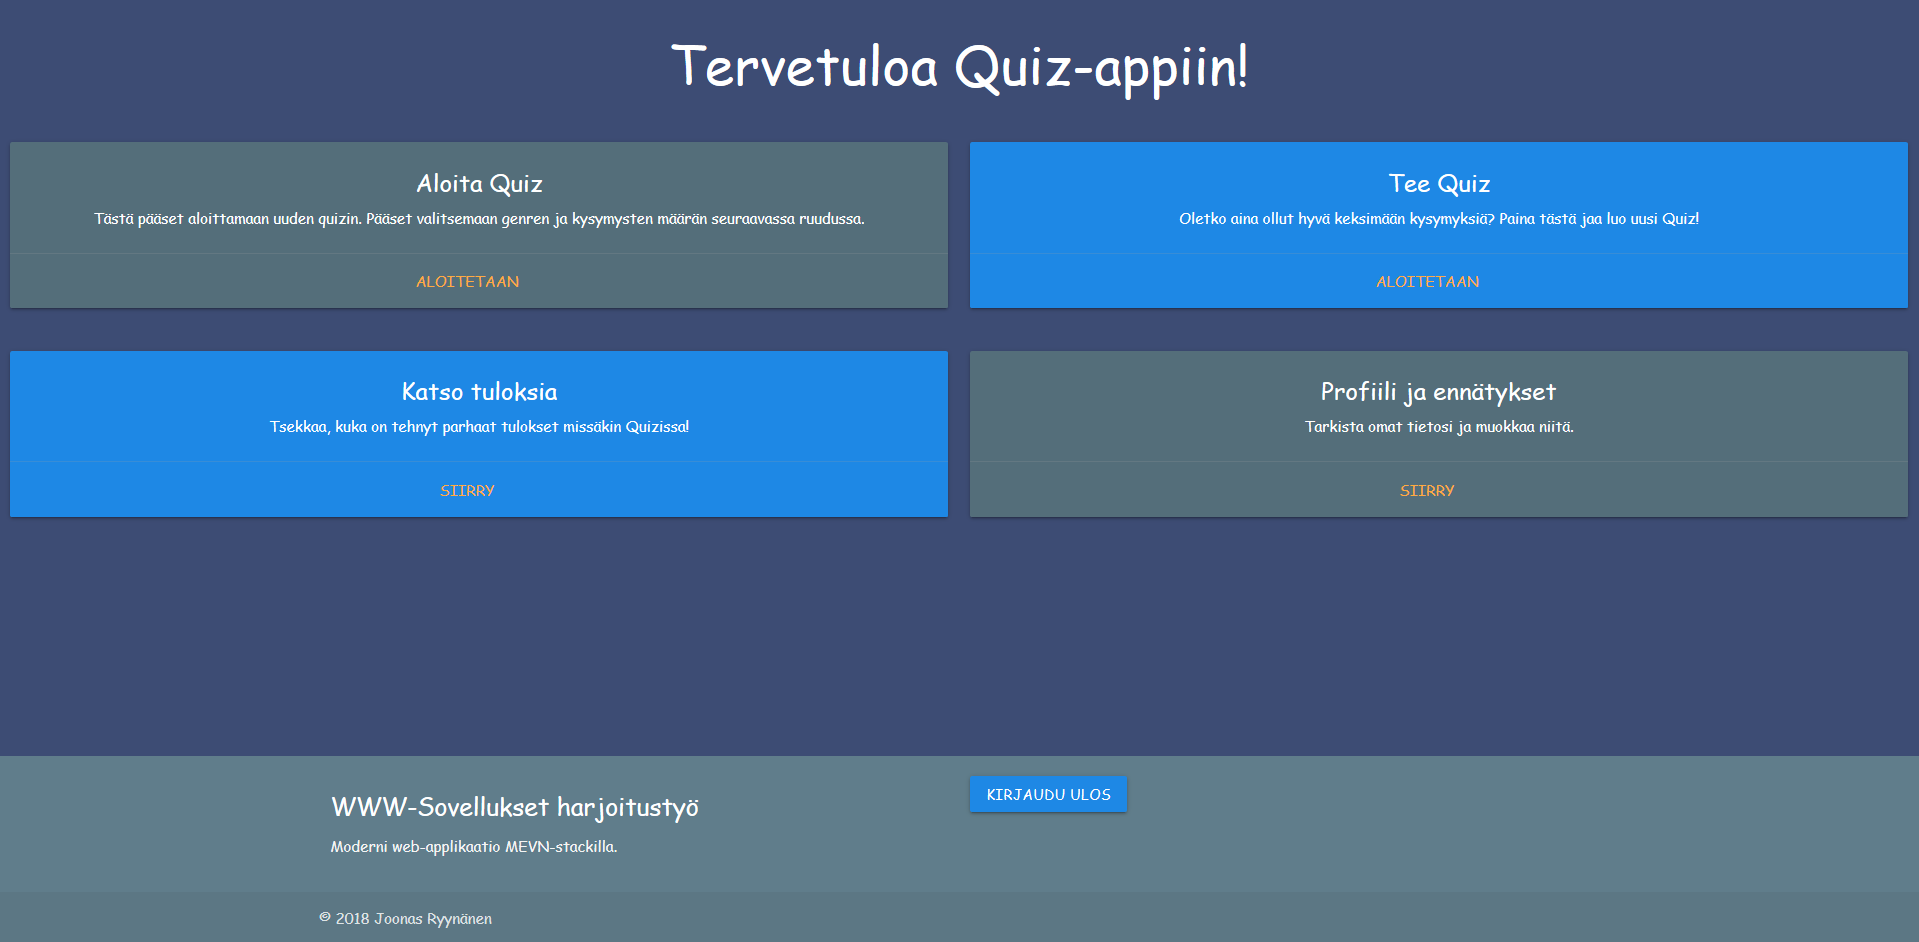 Tervetuloa Quiz-appiin!
Aloita Quiz
Tästä pääset aloittamaan uuden quizin. Pääset valitsemaan genren ja kysymysten määrän seuraavassa ruudussa.
ALOITETAAN
Tee Quiz
Oletko aina ollut hyvä keksimään kysymyksiä? Paina tästä jaa luo uusi Quiz!
ALOITETAAN
Katso tuloksia
Tsekkaa, kuka on tehnyt parhaat tulokset missäkin Quizissa!
SIIRRY
Profiili ja ennätykset
Tarkista omat tietosi ja muokkaa niitä.
SIIRRY
WWW-Sovellukset harjoitustyö
Moderni web-applikaatio MEVN-stackilla.
KIRJAUDU ULOS
© 2018 Joonas Ryynänen